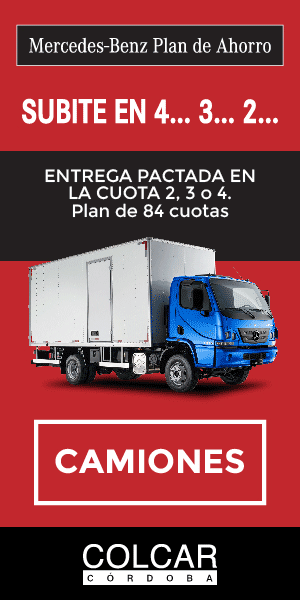 Mercedes-Benz Plan de Ahorro
SUBITE EN 4... 3... 2...
ENTREGA PACTADA EN
LA CUOTA 2, 3 o 4.
Plan de 84 cuotas
CAMIONES
COLCAR
CÓRDOBA